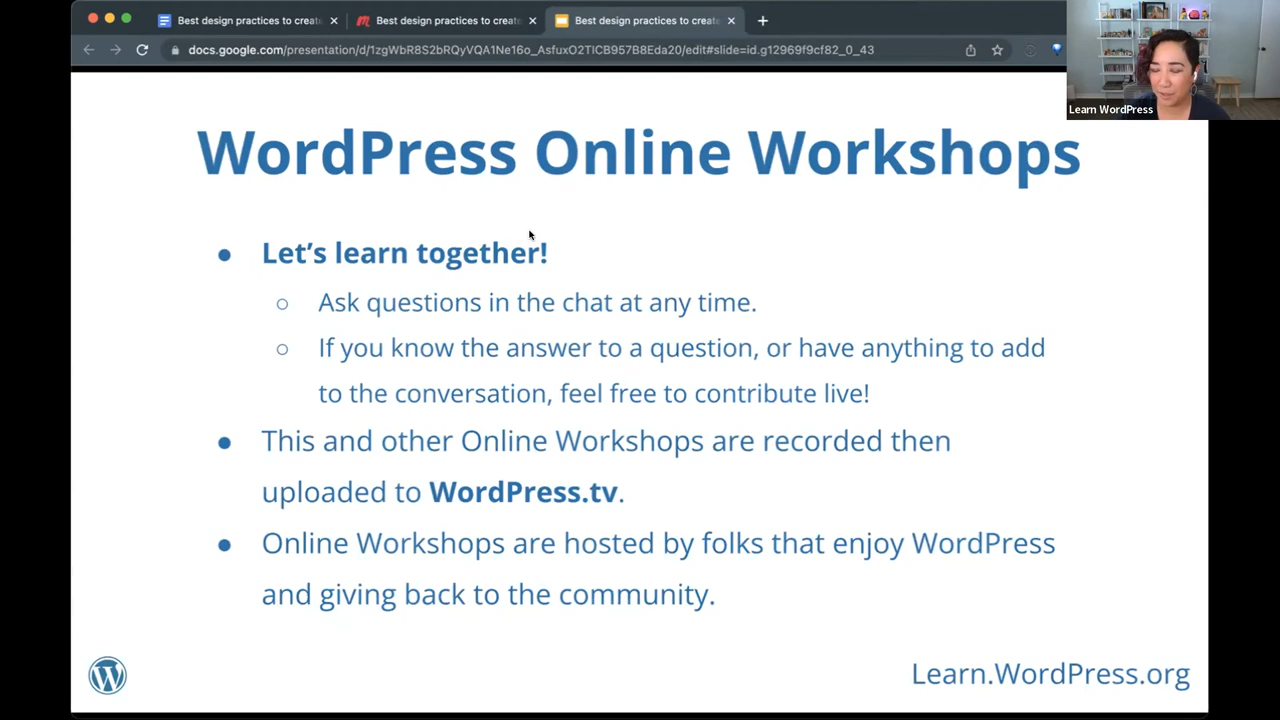 Best design practices to create
Best design practices to create
Best design practices to create
docs.google.com/presentation/d/1zgWbR8S2bRQyVQA1Ne16o_AsfuxO2TlCB957B8Eda20/edit#slide=id.g12969f9cf82_0_43
Learn WordPress
WordPress Online Workshops
● Let’s learn together!
○ Ask questions in the chat at any time.
○ If you know the answer to a question, or have anything to add
to the conversation, feel free to contribute live!
● This and other Online Workshops are recorded then
uploaded to WordPress.tv.
● Online Workshops are hosted by folks that enjoy WordPress
and giving back to the community.
Learn.WordPress.org